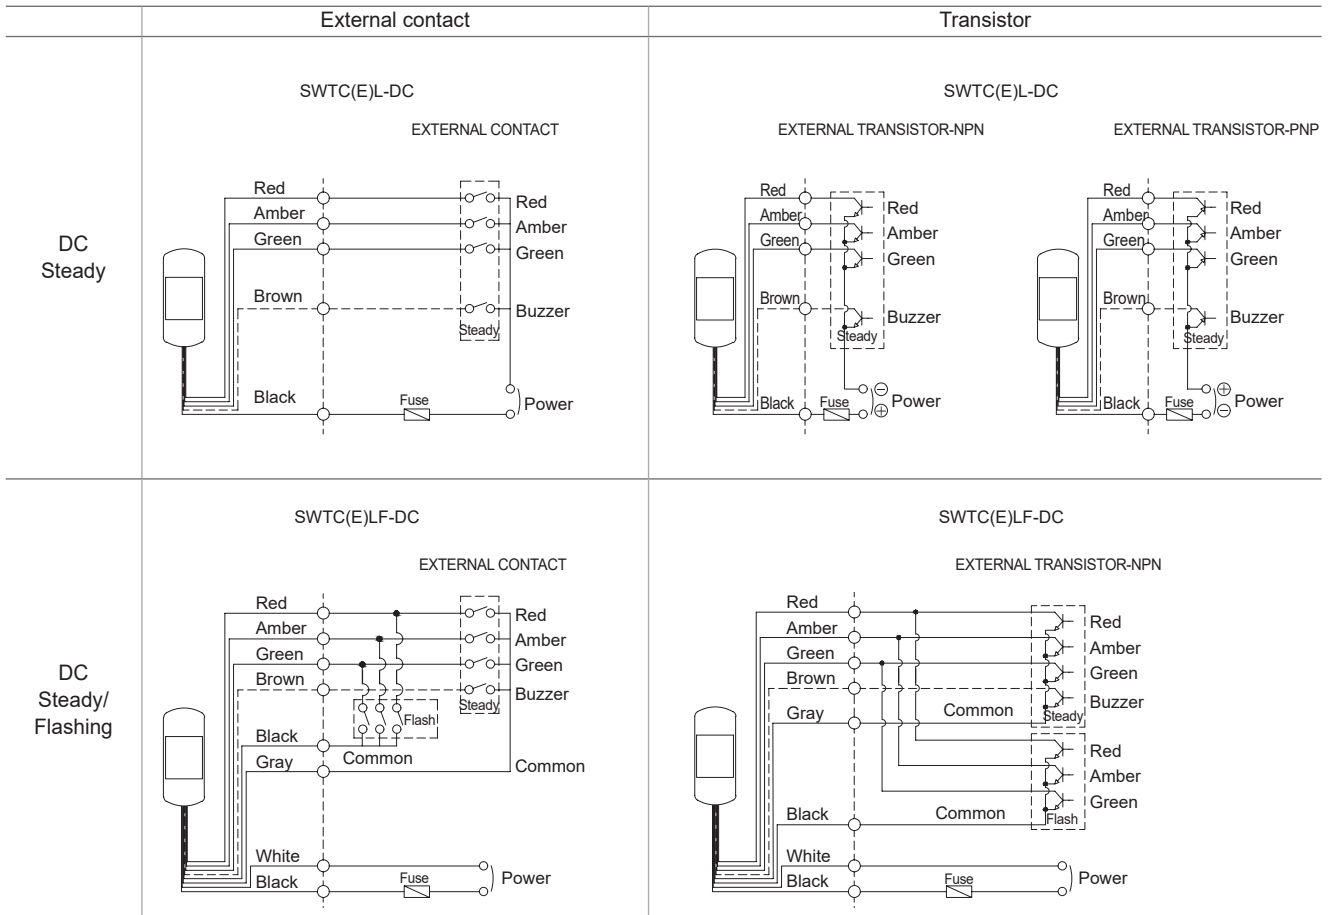 External contact
Transistor
DC
Steady
SWTC(E)L-DC
EXTERNAL CONTACT
Red
Amber
Green
Brown
Black
Fuse
Red
Amber
Green
Buzzer
Steady
Power
SWTC(E)L-DC
EXTERNAL TRANSISTOR-NPN
Red
Amber
Green
Brown
Black
Fuse
Red
Amber
Green
Buzzer
Steady
⊖
⊕
Power
EXTERNAL TRANSISTOR-PNP
Red
Amber
Green
Brown
Black
Fuse
Red
Amber
Green
Buzzer
Steady
⊕
⊖
Power
DC
Steady/
Flashing
SWTC(E)LF-DC
EXTERNAL CONTACT
Red
Amber
Green
Brown
Black
Gray
White
Black
Red
Amber
Green
Buzzer
Steady
Flash
Common
Common
Fuse
Power
SWTC(E)LF-DC
EXTERNAL TRANSISTOR-NPN
Red
Amber
Green
Brown
Gray
Common
Black
Common
White
Black
Red
Amber
Green
Buzzer
Steady
Red
Amber
Green
Flash
Fuse
Power